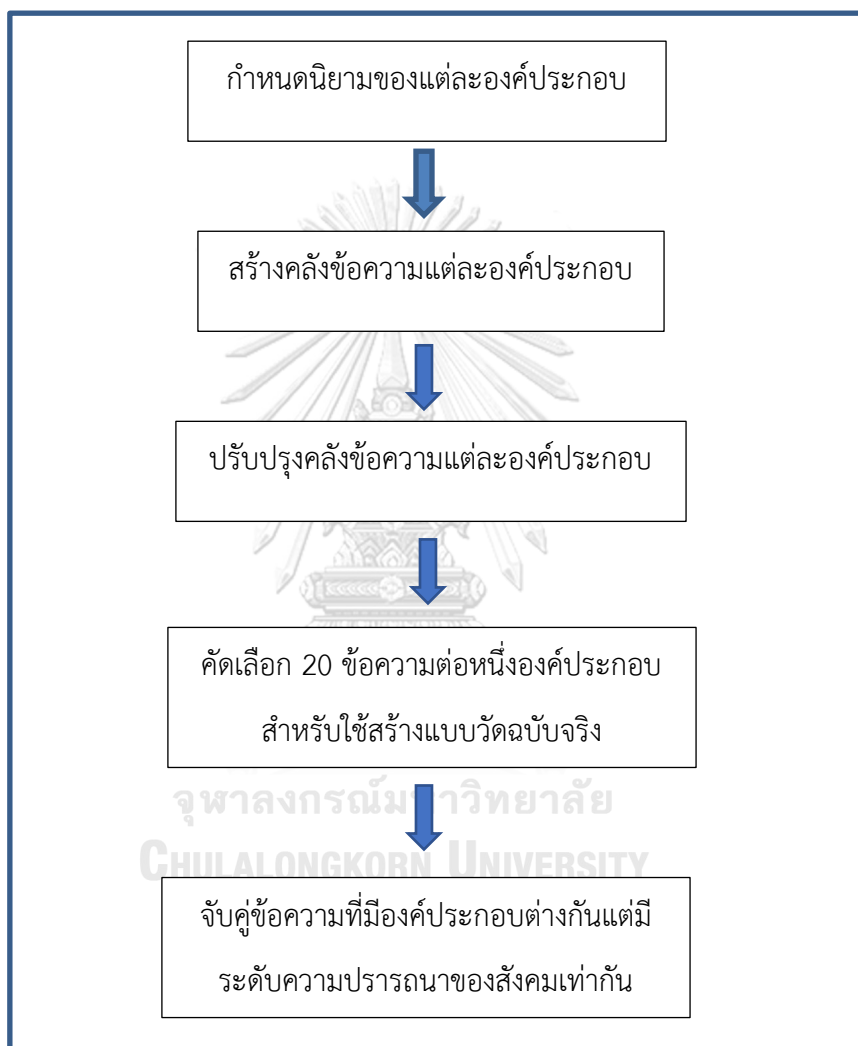 กำหนดนิยามของแต่ละองค์ประกอบ
สร้างคลังข้อความแต่ละองค์ประกอบ
ปรับปรุงคลังข้อความแต่ละองค์ประกอบ
คัดเลือก 20 ข้อความต่อหนึ่งองค์ประกอบ
สำหรับใช้สร้างแบบวัดฉบับจริง
จุฬาลงกรณ์มหาวิทยาลัย
CHULALONGKORN UNIVERSITY
จับคู่ข้อความที่มีองค์ประกอบต่างกันแต่มี
ระดับความปรารถนาของสังคมเท่ากัน